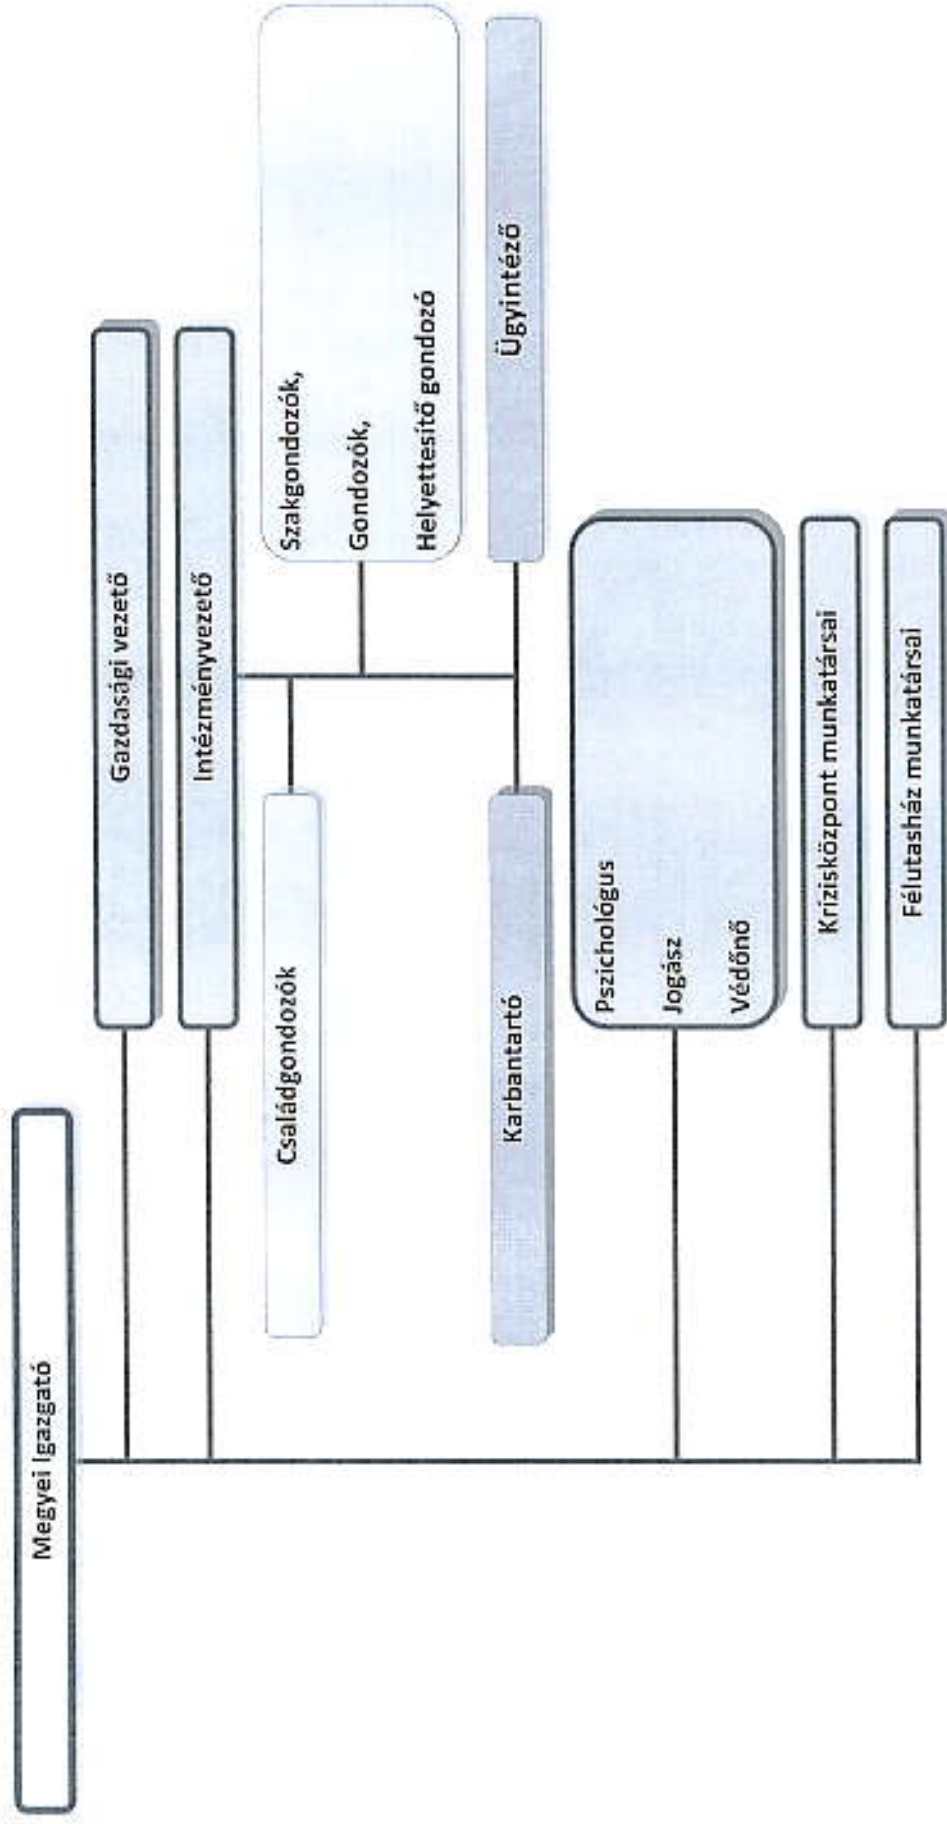 Megyei Igazgató
Gazdasági vezető
Intézményvezető
Családgondozók
Szakgondozók,
Gondozók,
Helyettesítő gondozó
Karbantartó
Ügyintéző
Pszichológus
Jogász
Védőnő
Krízisközpont munkatársai
Félutasház munkatársai